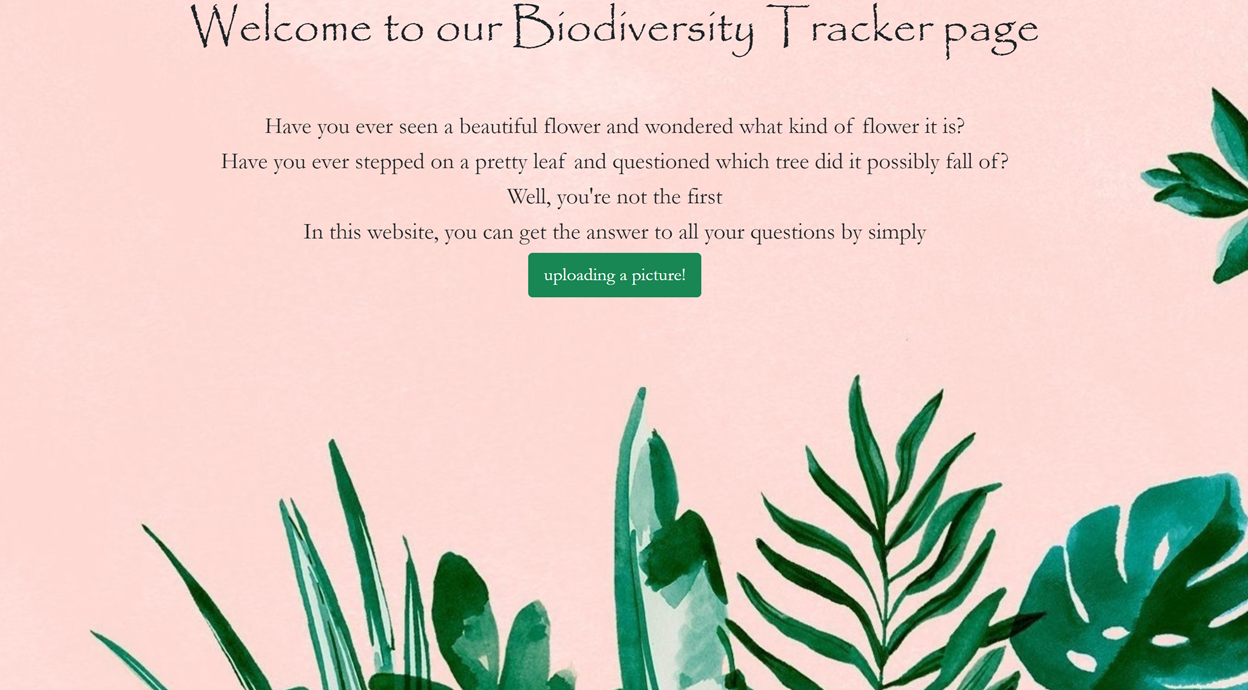 Welcome to our Biodiversity Tracker page
Have you ever seen a beautiful flower and wondered what kind of flower it is?
Have you ever stepped on a pretty leaf and questioned which tree did it possibly fall of?
Well, you're not the first
In this website, you can get the answer to all your questions by simply
uploading a picture!